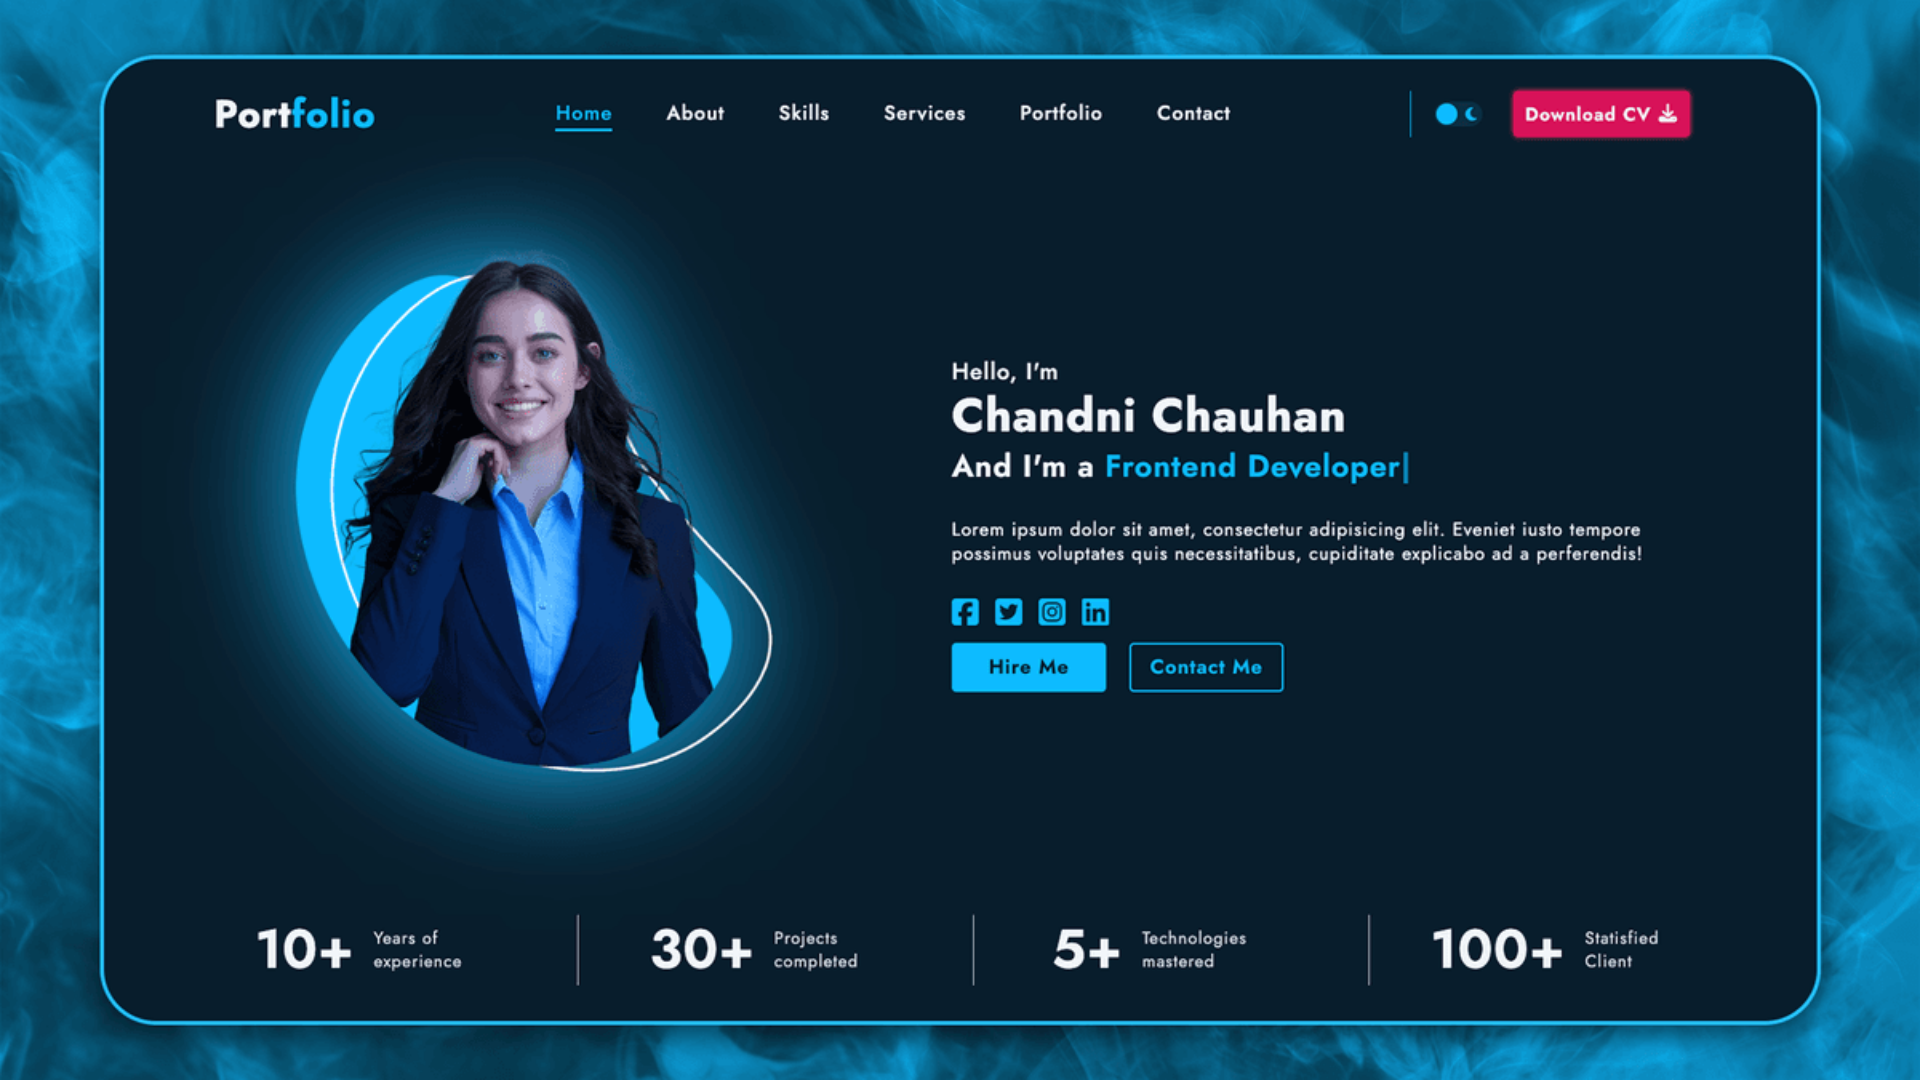 Portfolio
Home About Skills Services Portfolio Contact
Download CV
Hello, I'm
Chandni Chauhan
And I'm a Frontend Developer|
Lorem ipsum dolor sit amet, consectetur adipisicing elit. Eveniet iusto tempore
possimus voluptates quis necessitatibus, cupiditate explicabo ad a perferendis!
Hire Me Contact Me
10+ Years of
experience
30+ Projects
completed
5+ Technologies
mastered
100+ Statisfied
Client